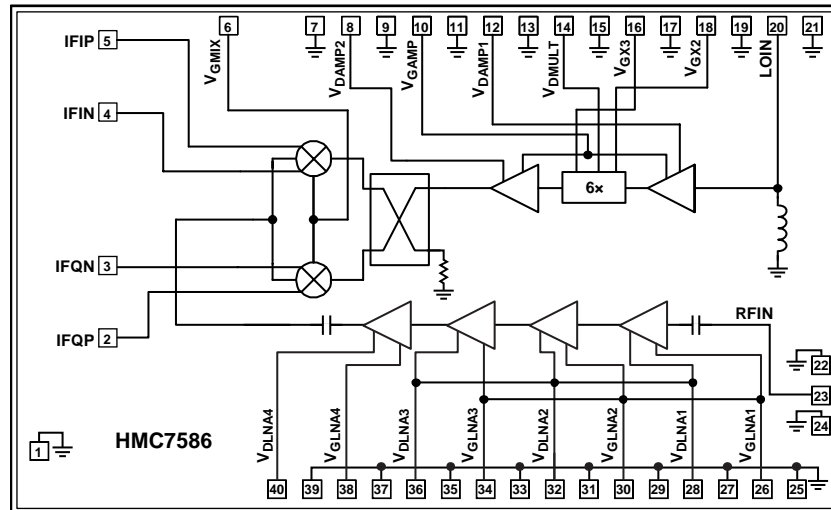 6 7 8 9 10 11 12 13 14 15 16 17 18 19 20 21
IFIP 5
VGMIX
VDAMP2
VGAMP
VDAMP1
VDMULT
VGX3
VGX2
LOIN
IFIN 4
6×
IFQN 3
IFQP 2
RFIN
22
23
24
HMC7586
1
VDLNA4
VGLNA4
VDLNA3
VGLNA3
VDLNA2
VGLNA2
VDLNA1
VGLNA1
40 39 38 37 36 35 34 33 32 31 30 29 28 27 26 25